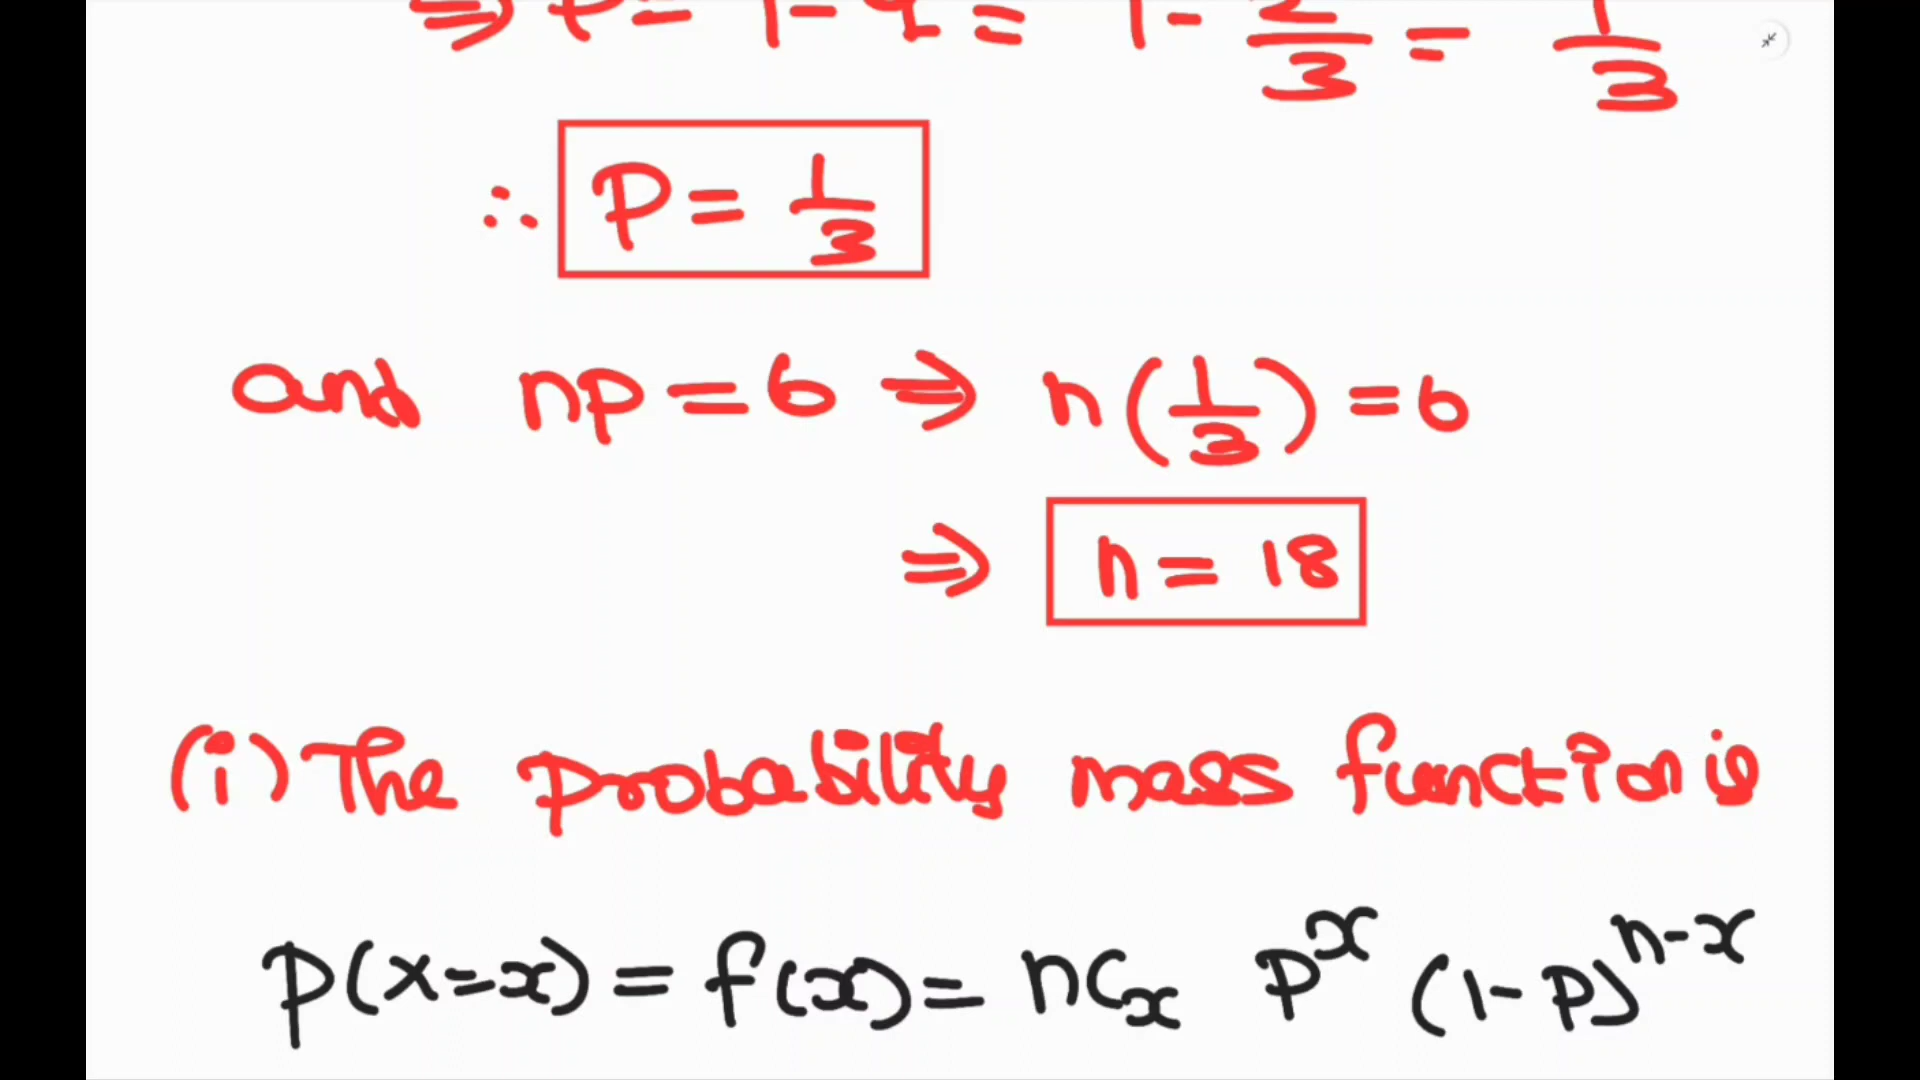 ⇒ P = 1 - q = 1 - 2/3 = 1/3
∴ P = 1/3
and np = 6 ⇒ n(1/3) = 6
⇒ n = 18
(i) The probability mass function is
P(X=x) = f(x) = nCₓ pˣ (1-p)ⁿ⁻ˣ